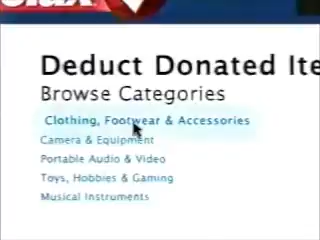 Deduct Donated Ite
Browse Categories
Clothing, Footwear & Accessories
Camera & Equipment
Portable Audio & Video
Toys, Hobbies & Gaming
Musical Instruments